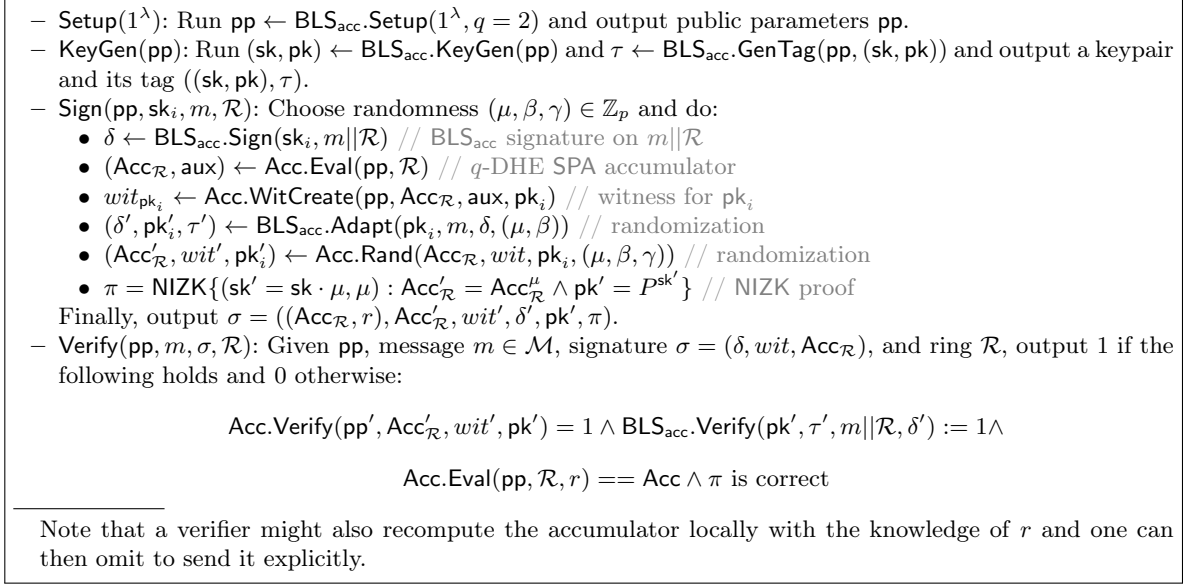 – Setup(1^λ): Run pp ← BLS_acc.Setup(1^λ, q = 2) and output public parameters pp.
– KeyGen(pp): Run (sk, pk) ← BLS_acc.KeyGen(pp) and τ ← BLS_acc.GenTag(pp, (sk, pk)) and output a keypair
and its tag ((sk, pk), τ).
– Sign(pp, sk_i, m, ℛ): Choose randomness (μ, β, γ) ∈ ℤ_p and do:
• δ ← BLS_acc.Sign(sk_i, m||ℛ) // BLS_acc signature on m||ℛ
• (Acc_ℛ, aux) ← Acc.Eval(pp, ℛ) // q-DHE SPA accumulator
• wit_{pk_i} ← Acc.WitCreate(pp, Acc_ℛ, aux, pk_i) // witness for pk_i
• (δ′, pk′_i, τ′) ← BLS_acc.Adapt(pk_i, m, δ, (μ, β)) // randomization
• (Acc′_ℛ, wit′, pk′_i) ← Acc.Rand(Acc_ℛ, wit, pk_i, (μ, β, γ)) // randomization
• π = NIZK{(sk′ = sk · μ, μ) : Acc′_ℛ = Acc^μ_ℛ ∧ pk′ = P^{sk′}} // NIZK proof
Finally, output σ = ((Acc_ℛ, r), Acc′_ℛ, wit′, δ′, pk′, π).
– Verify(pp, m, σ, ℛ): Given pp, message m ∈ ℳ, signature σ = (δ, wit, Acc_ℛ), and ring ℛ, output 1 if the
following holds and 0 otherwise:
Acc.Verify(pp′, Acc′_ℛ, wit′, pk′) = 1 ∧ BLS_acc.Verify(pk′, τ′, m||ℛ, δ′) := 1∧
Acc.Eval(pp, ℛ, r) == Acc ∧ π is correct
Note that a verifier might also recompute the accumulator locally with the knowledge of r and one can
then omit to send it explicitly.